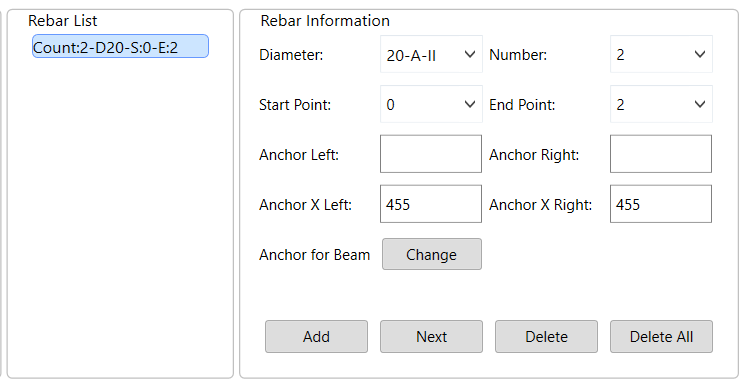 Rebar List
Count:2-D20-S:0-E:2
Rebar Information
Diameter: 20-A-II Number: 2
Start Point: 0 End Point: 2
Anchor Left: Anchor Right:
Anchor X Left: 455 Anchor X Right: 455
Anchor for Beam Change
Add Next Delete Delete All